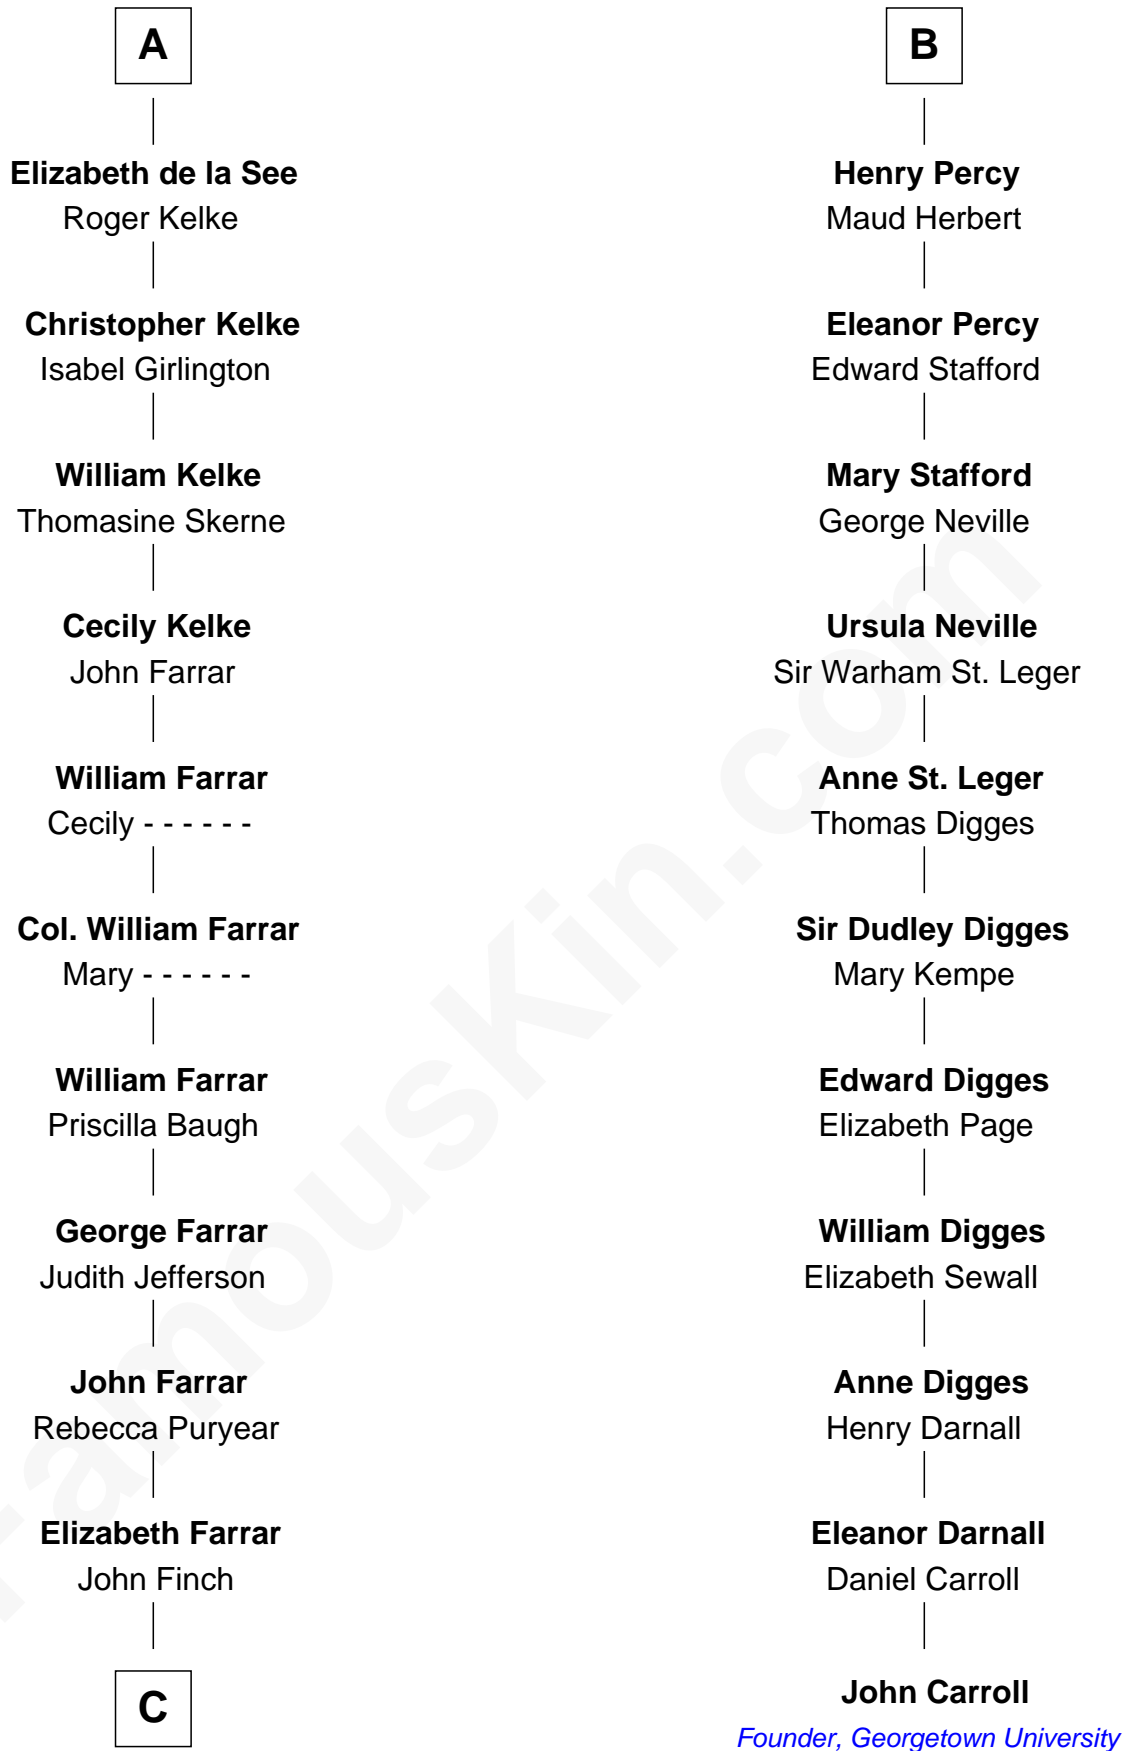 A
Elizabeth de la See
Roger Kelke
Christopher Kelke
Isabel Girlington
William Kelke
Thomasine Skerne
Cecily Kelke
John Farrar
William Farrar
Cecily - - - - - -
Col. William Farrar
Mary - - - - - -
William Farrar
Priscilla Baugh
George Farrar
Judith Jefferson
John Farrar
Rebecca Puryear
Elizabeth Farrar
John Finch
C
B
Henry Percy
Maud Herbert
Eleanor Percy
Edward Stafford
Mary Stafford
George Neville
Ursula Neville
Sir Warham St. Leger
Anne St. Leger
Thomas Digges
Sir Dudley Digges
Mary Kempe
Edward Digges
Elizabeth Page
William Digges
Elizabeth Sewall
Anne Digges
Henry Darnall
Eleanor Darnall
Daniel Carroll
John Carroll
Founder, Georgetown University
FamousKin.com